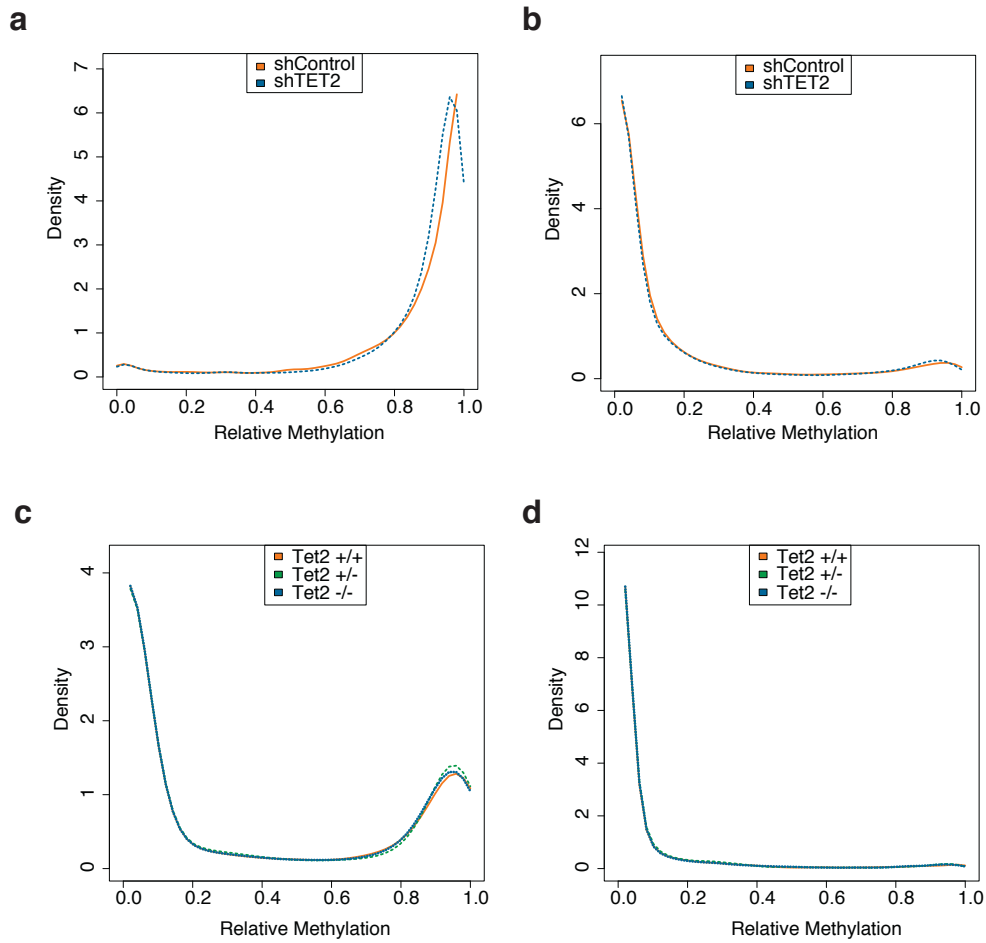 a
shControl
shTET2
Density
0 1 2 3 4 5 6 7
0.0 0.2 0.4 0.6 0.8 1.0
Relative Methylation
b
shControl
shTET2
Density
0 2 4 6
0.0 0.2 0.4 0.6 0.8 1.0
Relative Methylation
c
Tet2 +/+
Tet2 +/-
Tet2 -/-
Density
0 1 2 3 4
0.0 0.2 0.4 0.6 0.8 1.0
Relative Methylation
d
Tet2 +/+
Tet2 +/-
Tet2 -/-
Density
0 2 4 6 8 10 12
0.0 0.2 0.4 0.6 0.8 1.0
Relative Methylation